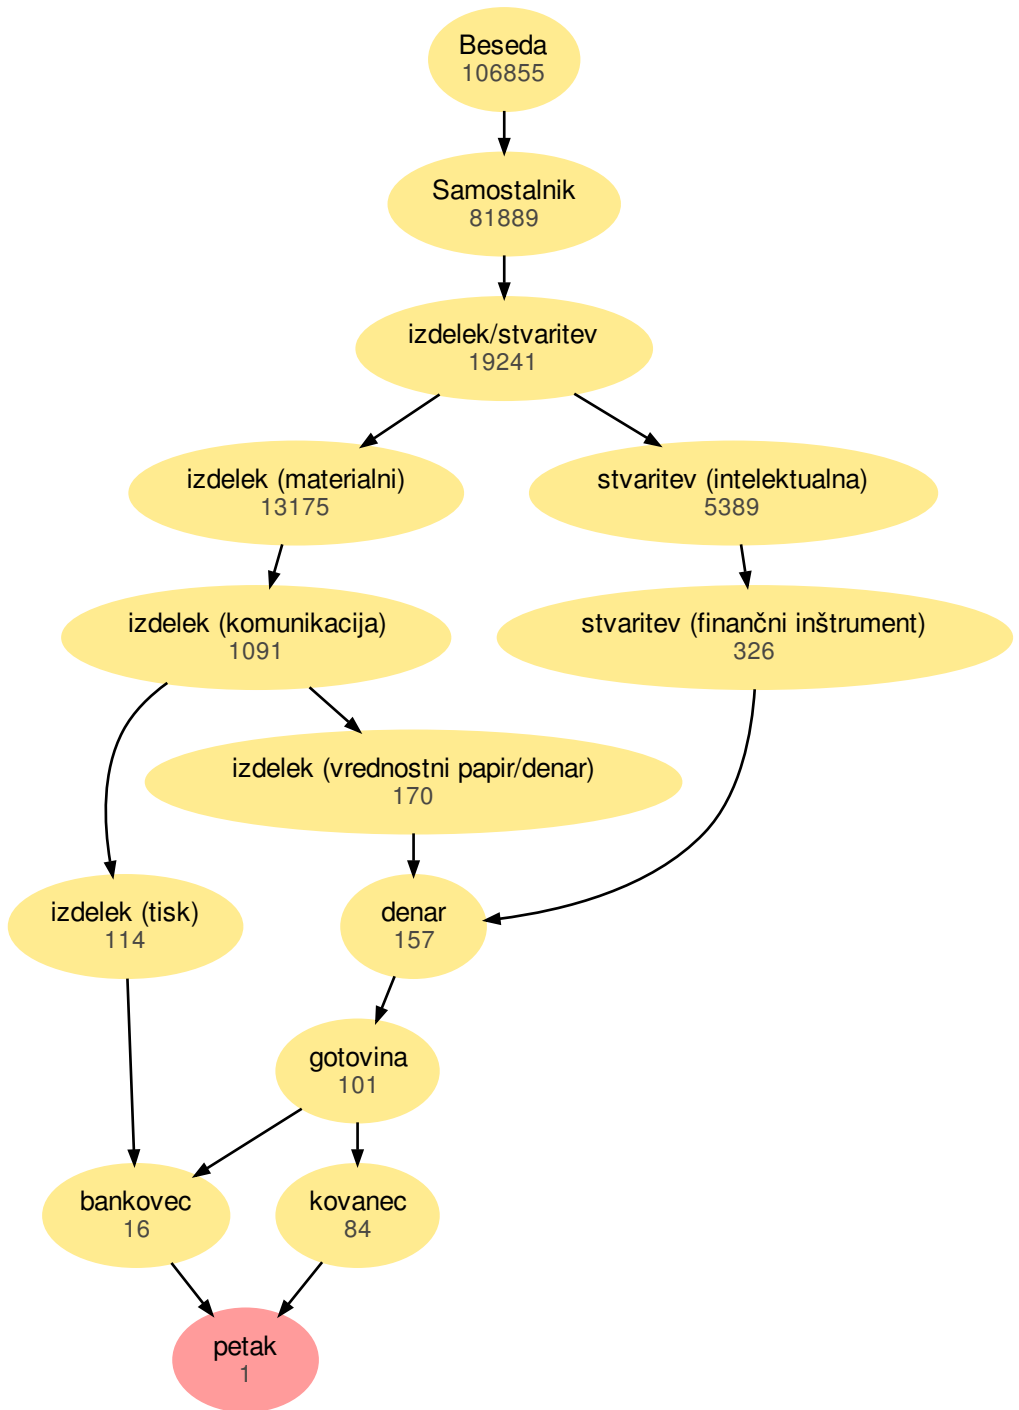 Beseda
106855
Samostalnik
81889
izdelek/stvaritev
19241
izdelek (materialni)
13175
stvaritev (intelektualna)
5389
izdelek (komunikacija)
1091
stvaritev (finančni inštrument)
326
izdelek (vrednostni papir/denar)
170
izdelek (tisk)
114
denar
157
gotovina
101
bankovec
16
kovanec
84
petak
1